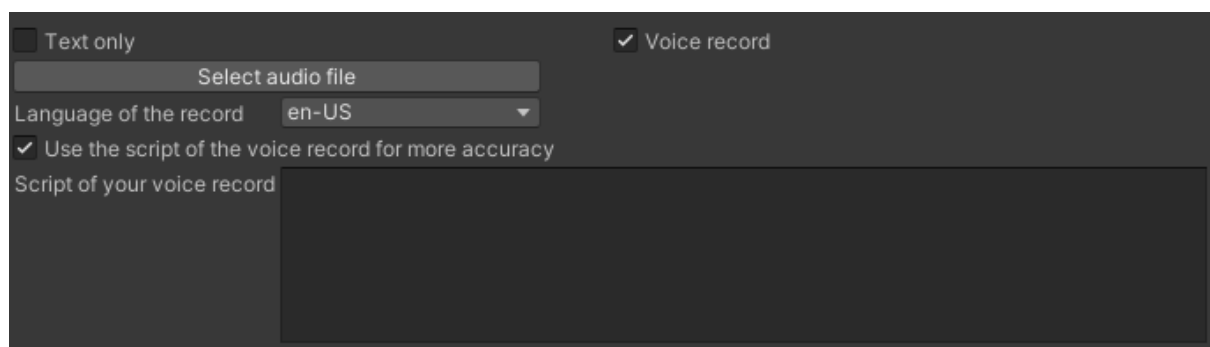 Text only Voice record
Select audio file
Language of the record en-US
Use the script of the voice record for more accuracy
Script of your voice record